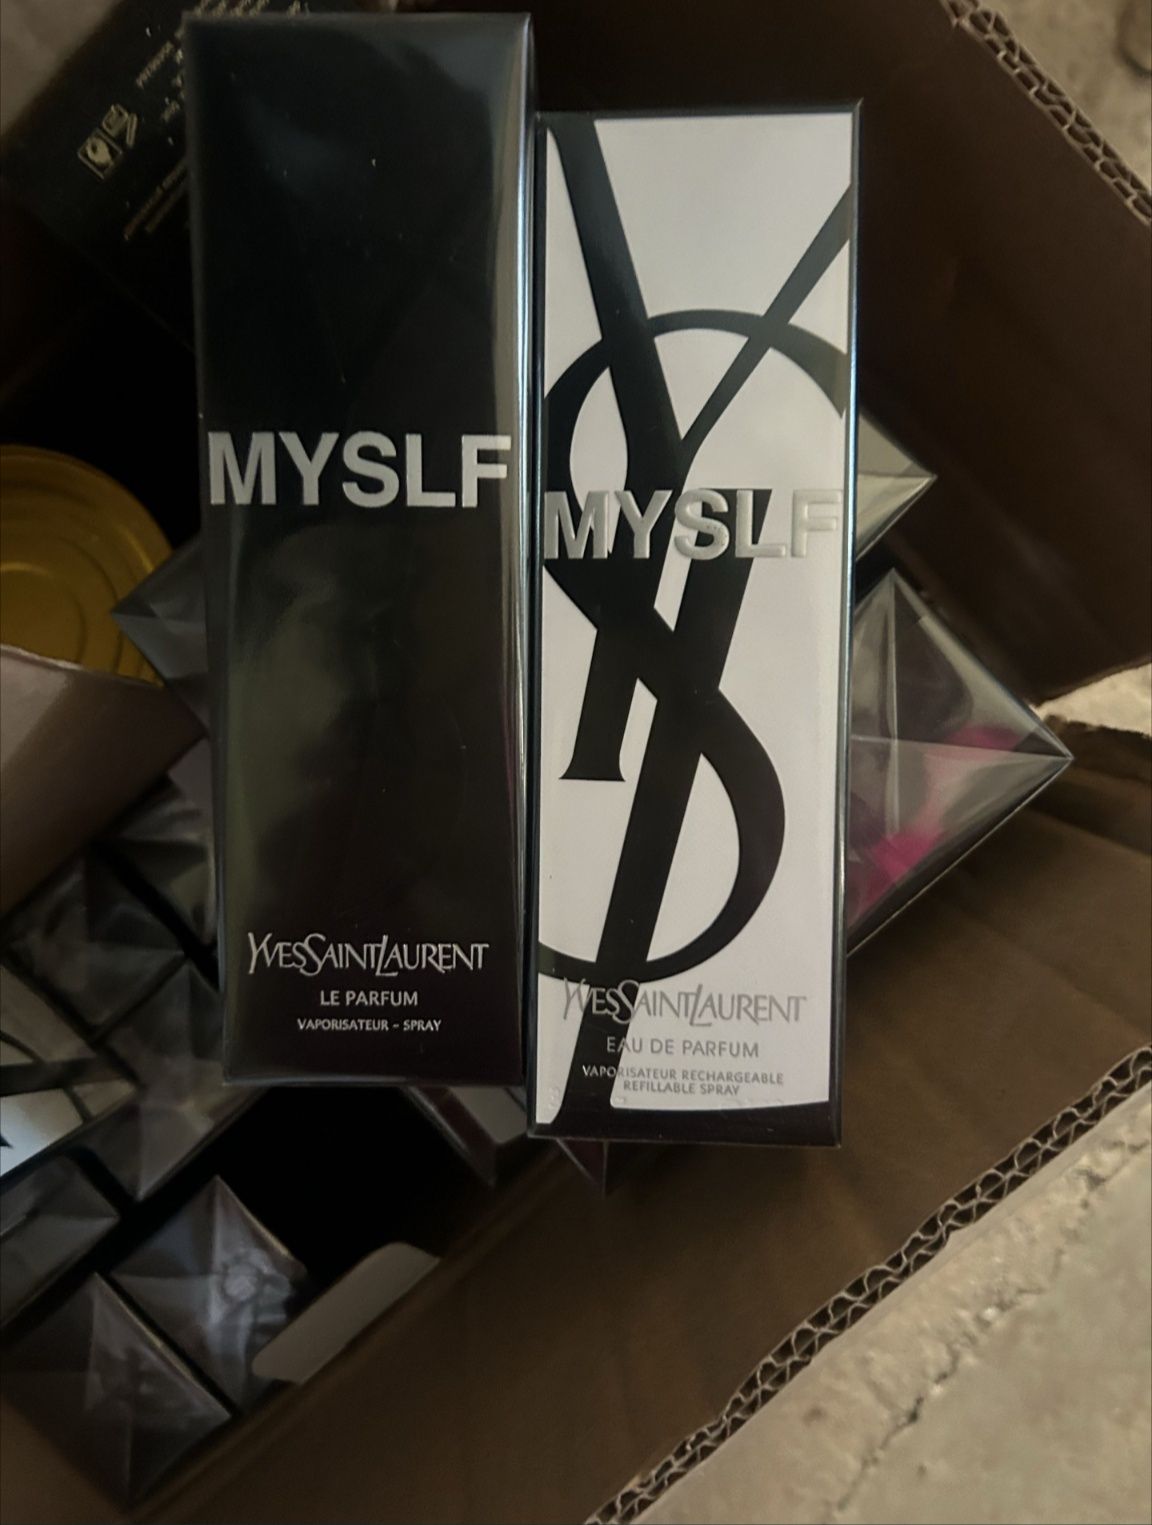 MYSLF
YVESSAINTLAURENT
LE PARFUM
VAPORISATEUR - SPRAY
MYSLF
YVESSAINTLAURENT
EAU DE PARFUM
VAPORISATEUR RECHARGEABLE
REFILLABLE SPRAY